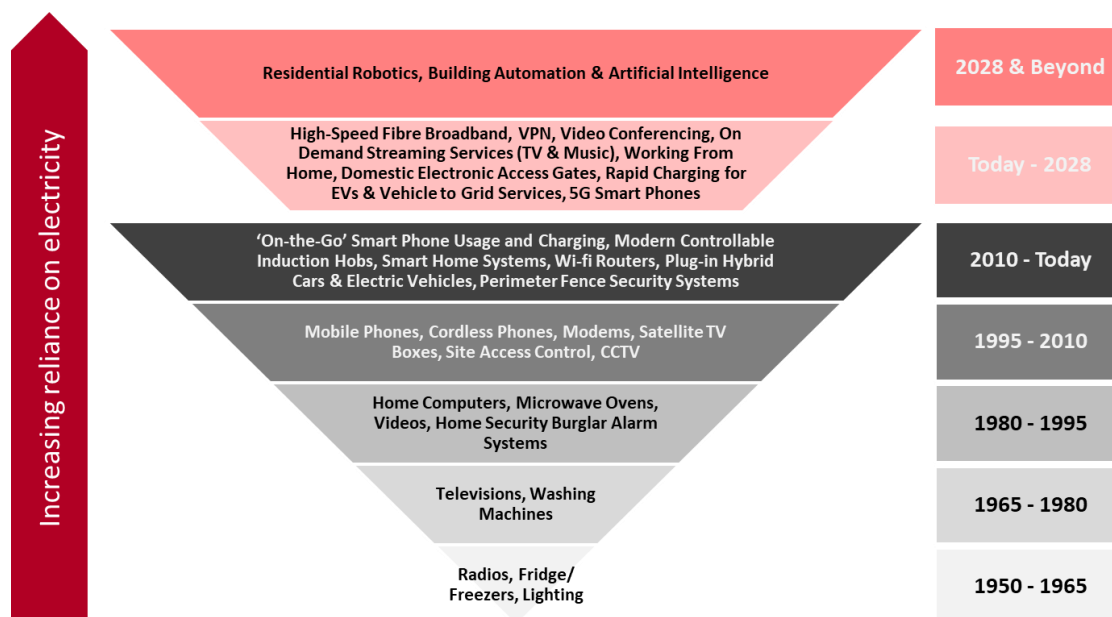 Increasing reliance on electricity
Residential Robotics, Building Automation & Artificial Intelligence
2028 & Beyond
High-Speed Fibre Broadband, VPN, Video Conferencing, On
Demand Streaming Services (TV & Music), Working From
Home, Domestic Electronic Access Gates, Rapid Charging for
EVs & Vehicle to Grid Services, 5G Smart Phones
Today - 2028
‘On-the-Go’ Smart Phone Usage and Charging, Modern Controllable
Induction Hobs, Smart Home Systems, Wi-fi Routers, Plug-in Hybrid
Cars & Electric Vehicles, Perimeter Fence Security Systems
2010 - Today
Mobile Phones, Cordless Phones, Modems, Satellite TV
Boxes, Site Access Control, CCTV
1995 - 2010
Home Computers, Microwave Ovens,
Videos, Home Security Burglar Alarm
Systems
1980 - 1995
Televisions, Washing
Machines
1965 - 1980
Radios, Fridge/
Freezers, Lighting
1950 - 1965